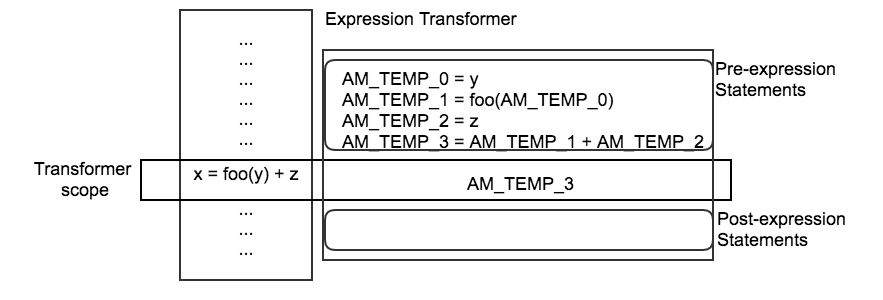 Expression Transformer
...
...
...
...
...
...
AM_TEMP_0 = y
AM_TEMP_1 = foo(AM_TEMP_0)
AM_TEMP_2 = z
AM_TEMP_3 = AM_TEMP_1 + AM_TEMP_2
Pre-expression
Statements
Transformer
scope
x = foo(y) + z
AM_TEMP_3
...
...
...
Post-expression
Statements